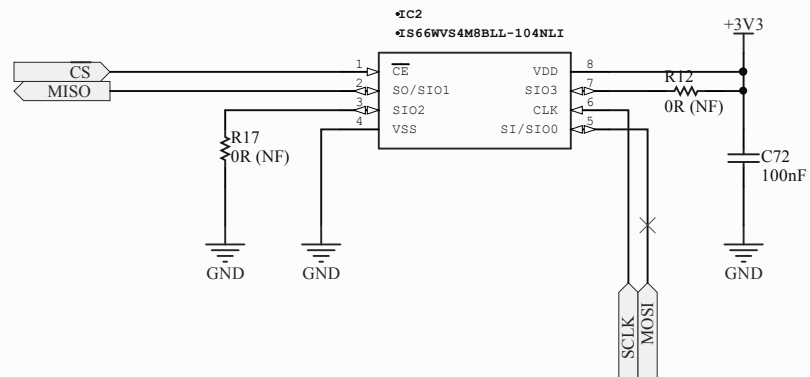 •IC2
•IS66WVS4M8BLL-104NLI
+3V3
CS
MISO
1
2
3
4
CE
SO/SIO1
SIO2
VSS
VDD
SIO3
CLK
SI/SIO0
8
7
6
5
R12
0R (NF)
R17
0R (NF)
C72
100nF
GND
GND
GND
SCLK
MOSI